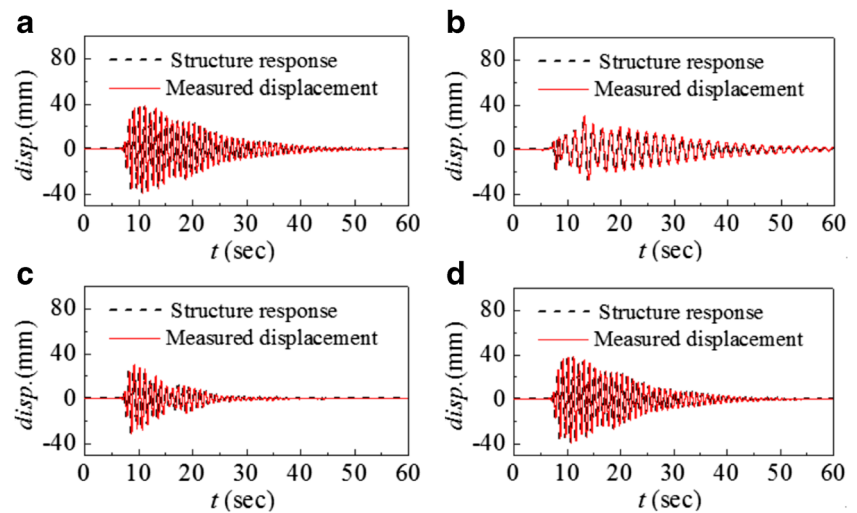 a
80
40
0
-40
disp.(mm)
Structure response
Measured displacement
0 10 20 30 40 50 60
t (sec)
b
80
40
0
-40
disp.(mm)
Structure response
Measured displacement
0 10 20 30 40 50 60
t (sec)
c
80
40
0
-40
disp.(mm)
Structure response
Measured displacement
0 10 20 30 40 50 60
t (sec)
d
80
40
0
-40
disp.(mm)
Structure response
Measured displacement
0 10 20 30 40 50 60
t (sec)